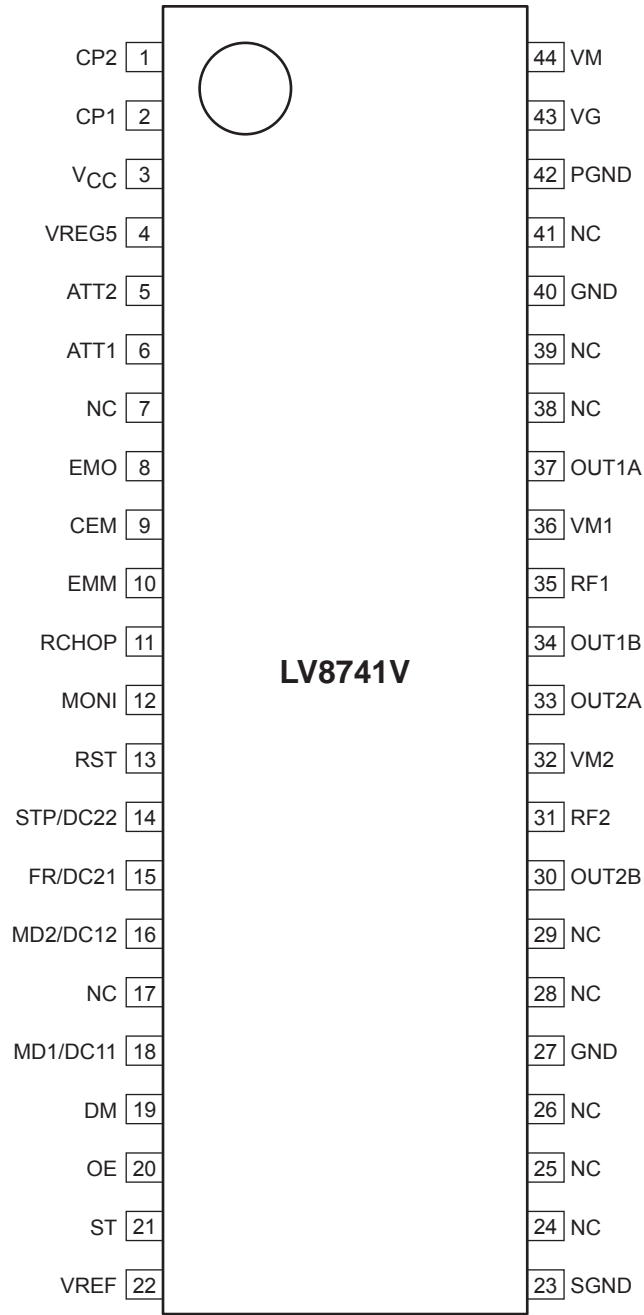 CP2 1 44 VM
CP1 2 43 VG
VCC 3 42 PGND
VREG5 4 41 NC
ATT2 5 40 GND
ATT1 6 39 NC
NC 7 38 NC
EMO 8 37 OUT1A
CEM 9 36 VM1
EMM 10 35 RF1
RCHOP 11 34 OUT1B
LV8741V
MONI 12 33 OUT2A
RST 13 32 VM2
STP/DC22 14 31 RF2
FR/DC21 15 30 OUT2B
MD2/DC12 16 29 NC
NC 17 28 NC
MD1/DC11 18 27 GND
DM 19 26 NC
OE 20 25 NC
ST 21 24 NC
VREF 22 23 SGND